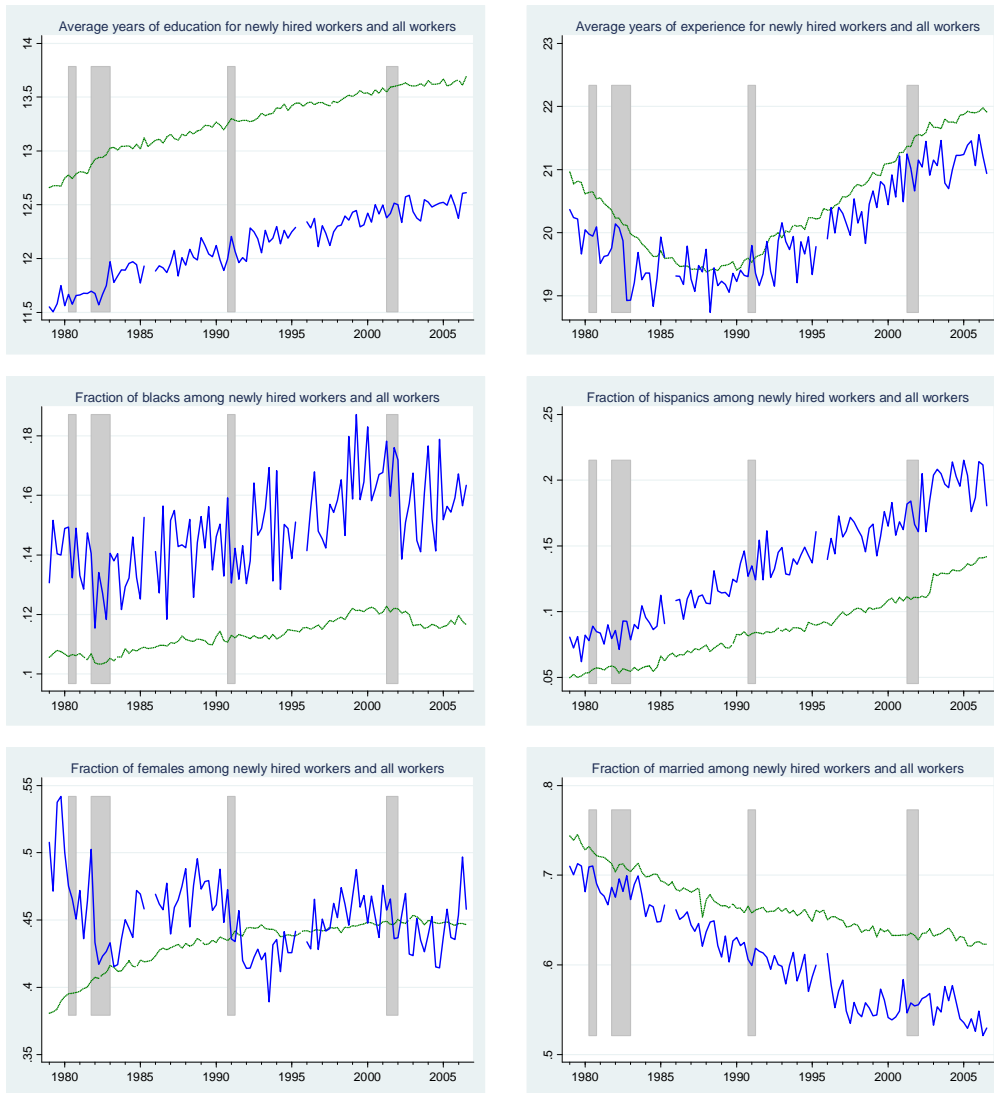 Average years of education for newly hired workers and all workers
14
13.5
13
12.5
12
11.5
1980 1985 1990 1995 2000 2005
Average years of experience for newly hired workers and all workers
23
22
21
20
19
1980 1985 1990 1995 2000 2005
Fraction of blacks among newly hired workers and all workers
.18
.16
.14
.12
.1
1980 1985 1990 1995 2000 2005
Fraction of hispanics among newly hired workers and all workers
.25
.2
.15
.1
.05
1980 1985 1990 1995 2000 2005
Fraction of females among newly hired workers and all workers
.55
.5
.45
.4
.35
1980 1985 1990 1995 2000 2005
Fraction of married among newly hired workers and all workers
.8
.7
.6
.5
1980 1985 1990 1995 2000 2005